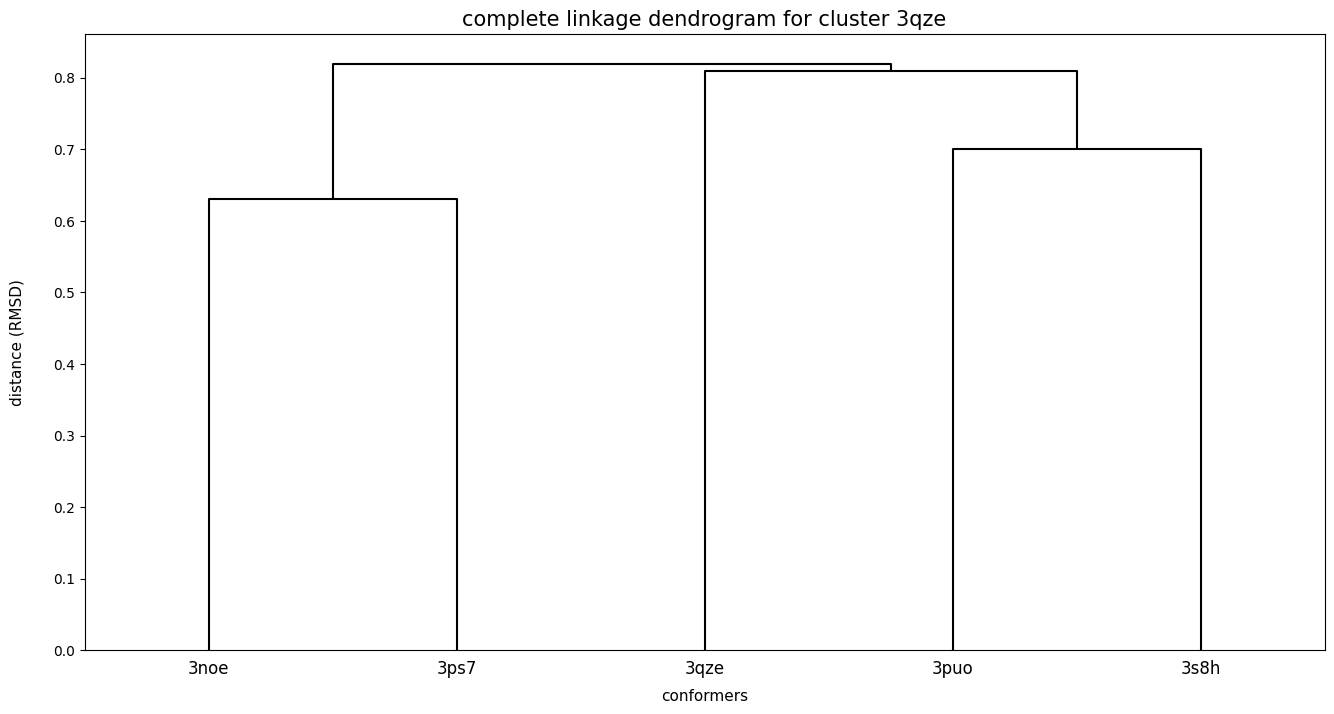 complete linkage dendrogram for cluster 3qze
distance (RMSD)
0.8
0.7
0.6
0.5
0.4
0.3
0.2
0.1
0.0
3noe 3ps7 3qze 3puo 3s8h
conformers